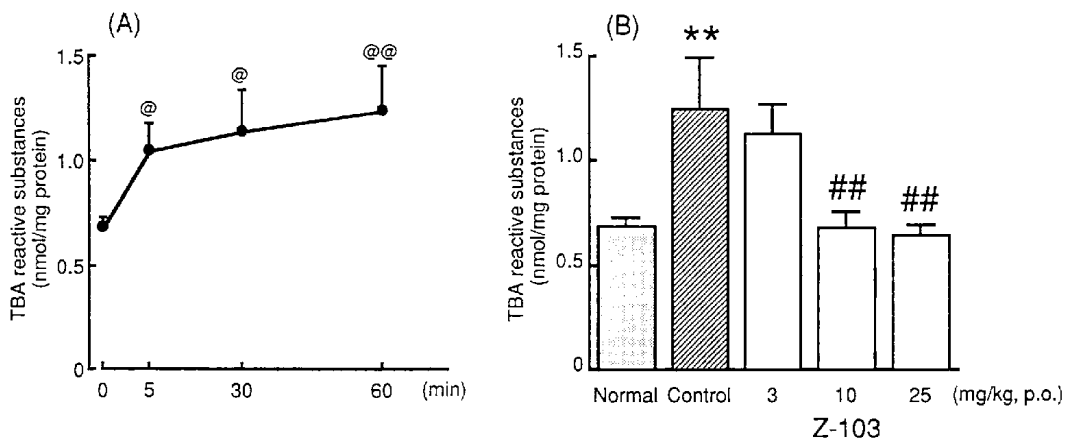 (A)
TBA reactive substances
(nmol/mg protein)
1.5
1.0
0.5
0
@
@
@@
0 5 30 60 (min)
(B)
TBA reactive substances
(nmol/mg protein)
1.5
1.0
0.5
0
**
##
##
Normal Control 3 10 25 (mg/kg, p.o.)
Z-103